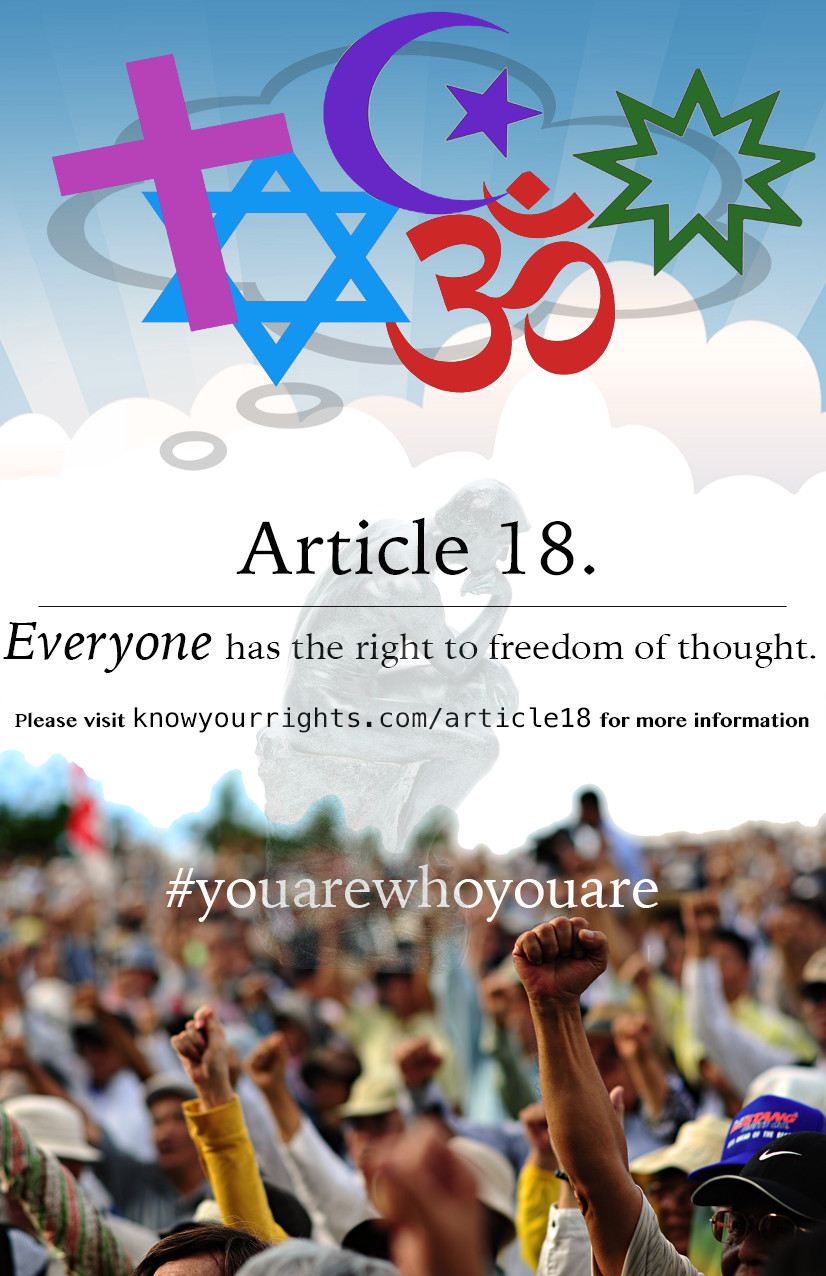 Article 18.
Everyone has the right to freedom of thought.
Please visit knowyourrights.com/article18 for more information
#youarewhoyouare